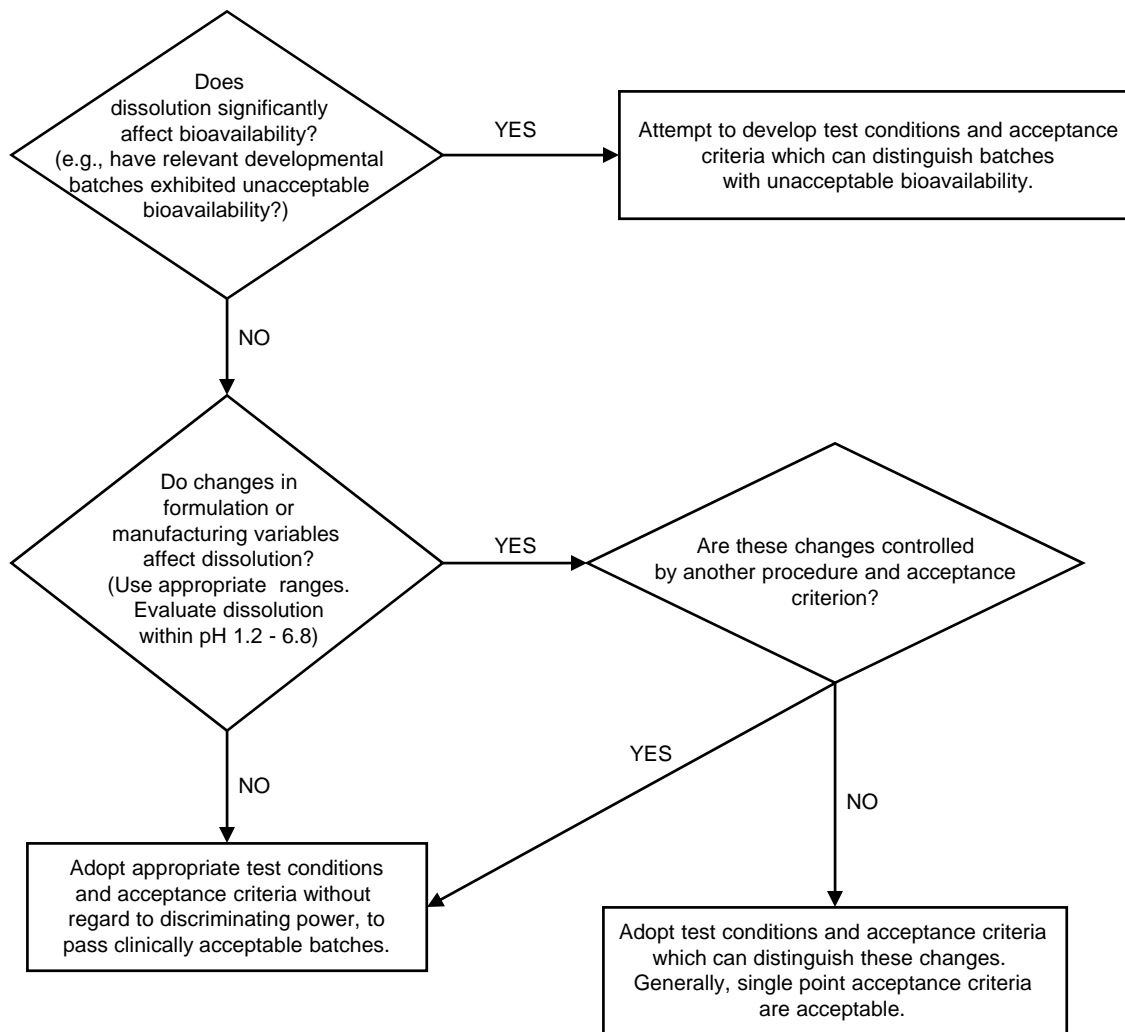 Does
dissolution significantly
affect bioavailability?
(e.g., have relevant developmental
batches exhibited unacceptable
bioavailability?)
YES
Attempt to develop test conditions and acceptance
criteria which can distinguish batches
with unacceptable bioavailability.
NO
Do changes in
formulation or
manufacturing variables
affect dissolution?
(Use appropriate ranges.
Evaluate dissolution
within pH 1.2 - 6.8)
YES
Are these changes controlled
by another procedure and acceptance
criterion?
YES
NO
NO
Adopt appropriate test conditions
and acceptance criteria without
regard to discriminating power, to
pass clinically acceptable batches.
Adopt test conditions and acceptance criteria
which can distinguish these changes.
Generally, single point acceptance criteria
are acceptable.